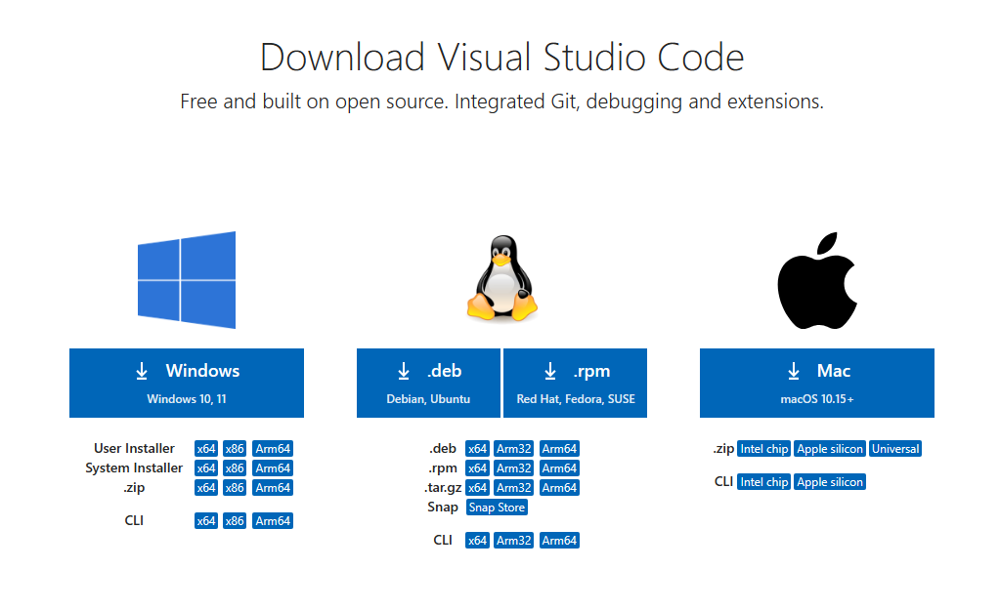 Download Visual Studio Code
Free and built on open source. Integrated Git, debugging and extensions.
Windows
Windows 10, 11
User Installer x64 x86 Arm64
System Installer x64 x86 Arm64
.zip x64 x86 Arm64
CLI x64 x86 Arm64
.deb
Debian, Ubuntu
.rpm
Red Hat, Fedora, SUSE
.deb x64 Arm32 Arm64
.rpm x64 Arm32 Arm64
.tar.gz x64 Arm32 Arm64
Snap Snap Store
CLI x64 Arm32 Arm64
Mac
macOS 10.15+
.zip Intel chip Apple silicon Universal
CLI Intel chip Apple silicon